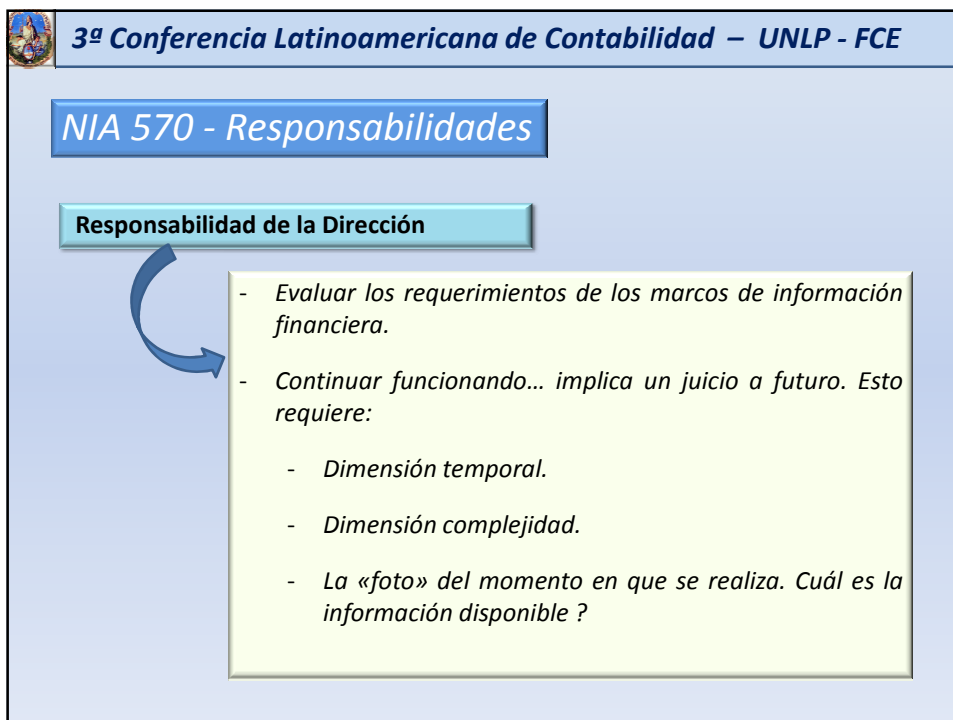 3ª Conferencia Latinoamericana de Contabilidad – UNLP - FCE
NIA 570 - Responsabilidades
Responsabilidad de la Dirección
- Evaluar los requerimientos de los marcos de información
financiera.
- Continuar funcionando… implica un juicio a futuro. Esto
requiere:
- Dimensión temporal.
- Dimensión complejidad.
- La «foto» del momento en que se realiza. Cuál es la
información disponible ?